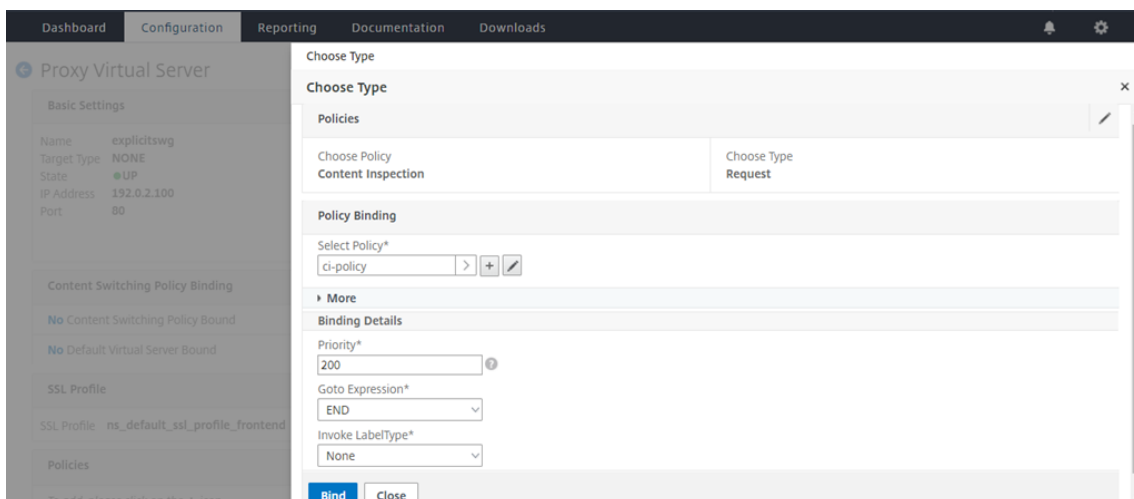 Dashboard Configuration Reporting Documentation Downloads
Proxy Virtual Server
Basic Settings
Name explicitswg
Target Type NONE
State UP
IP Address 192.0.2.100
Port 80
Content Switching Policy Binding
No Content Switching Policy Bound
No Default Virtual Server Bound
SSL Profile
SSL Profile ns_default_ssl_profile_frontend
Policies
Choose Type
Choose Type ×
Policies
Choose Policy Choose Type
Content Inspection Request
Policy Binding
Select Policy*
ci-policy > +
More
Binding Details
Priority*
200 ?
Goto Expression*
END
Invoke LabelType*
None
Bind Close